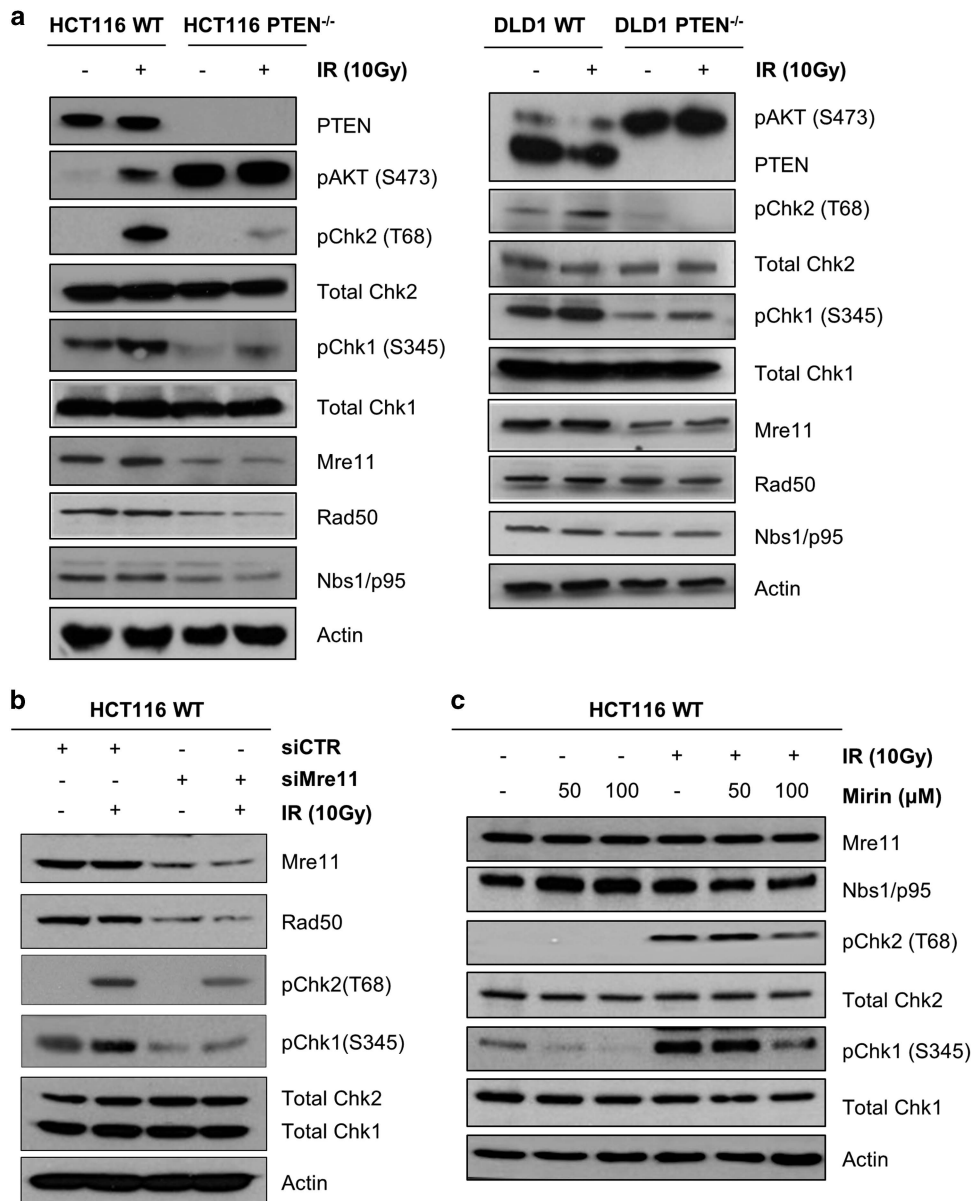 a
HCT116 WT HCT116 PTEN-/-
- + - + IR (10Gy)
PTEN
pAKT (S473)
pChk2 (T68)
Total Chk2
pChk1 (S345)
Total Chk1
Mre11
Rad50
Nbs1/p95
Actin
DLD1 WT DLD1 PTEN-/-
- + - + IR (10Gy)
pAKT (S473)
PTEN
pChk2 (T68)
Total Chk2
pChk1 (S345)
Total Chk1
Mre11
Rad50
Nbs1/p95
Actin
b
HCT116 WT
+ + - - siCTR
- - + + siMre11
- + - + IR (10Gy)
Mre11
Rad50
pChk2(T68)
pChk1(S345)
Total Chk2
Total Chk1
Actin
c
HCT116 WT
- - - + + + IR (10Gy)
- 50 100 - 50 100 Mirin (µM)
Mre11
Nbs1/p95
pChk2 (T68)
Total Chk2
pChk1 (S345)
Total Chk1
Actin